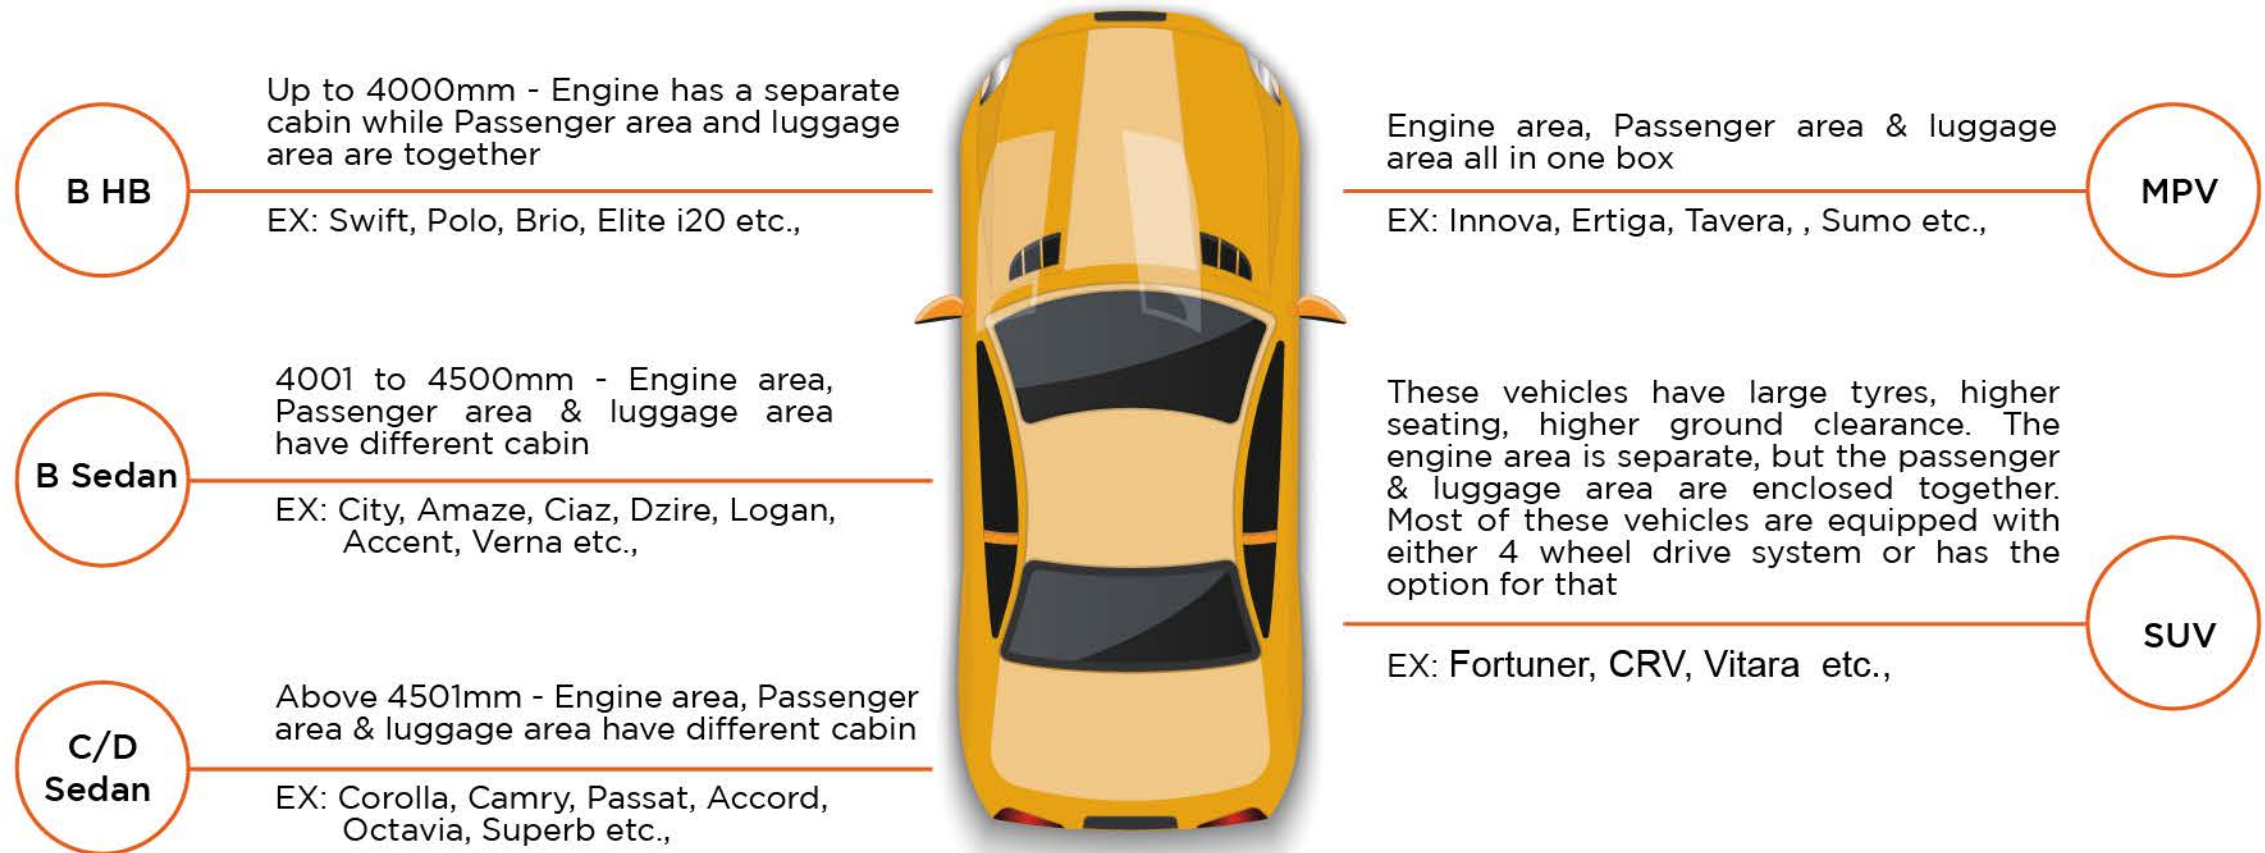 B HB
Up to 4000mm - Engine has a separate
cabin while Passenger area and luggage
area are together
EX: Swift, Polo, Brio, Elite i20 etc.,
B Sedan
4001 to 4500mm - Engine area,
Passenger area & luggage area
have different cabin
EX: City, Amaze, Ciaz, Dzire, Logan,
Accent, Verna etc.,
C/D
Sedan
Above 4501mm - Engine area, Passenger
area & luggage area have different cabin
EX: Corolla, Camry, Passat, Accord,
Octavia, Superb etc.,
MPV
Engine area, Passenger area & luggage
area all in one box
EX: Innova, Ertiga, Tavera, , Sumo etc.,
SUV
These vehicles have large tyres, higher
seating, higher ground clearance. The
engine area is separate, but the passenger
& luggage area are enclosed together.
Most of these vehicles are equipped with
either 4 wheel drive system or has the
option for that
EX: Fortuner, CRV, Vitara etc.,